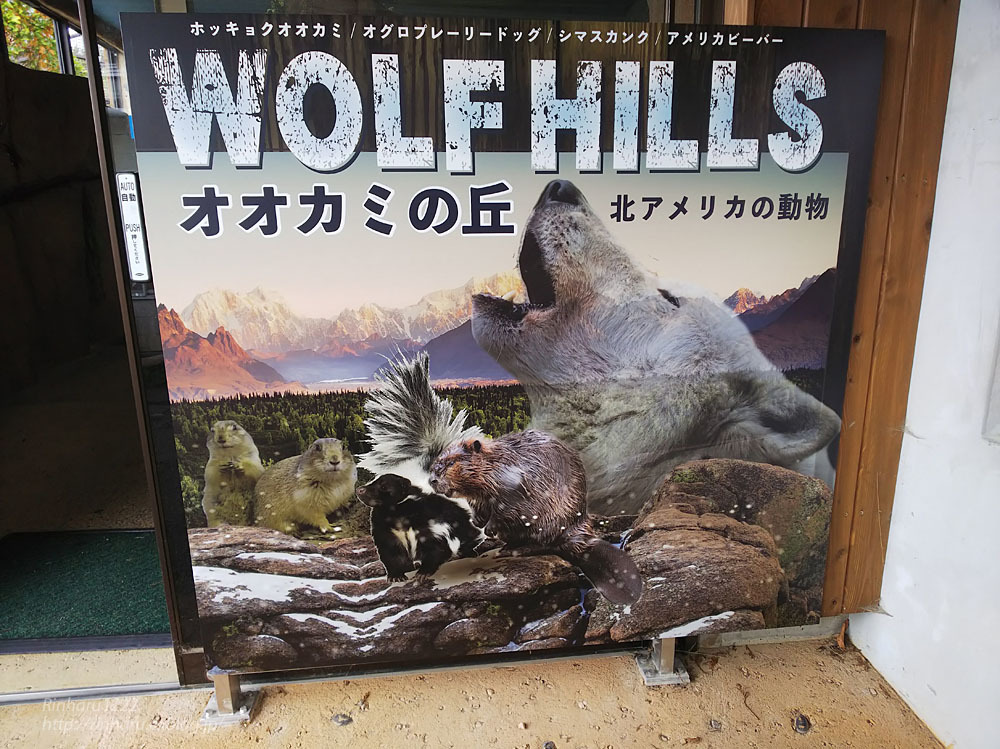 ホッキョクオオカミ/オグロプレーリードッグ/シマスカンク/アメリカビーバー
WOLF HILLS
オオカミの丘
北アメリカの動物
AUTO
自動
PUSH
Rinharu1222